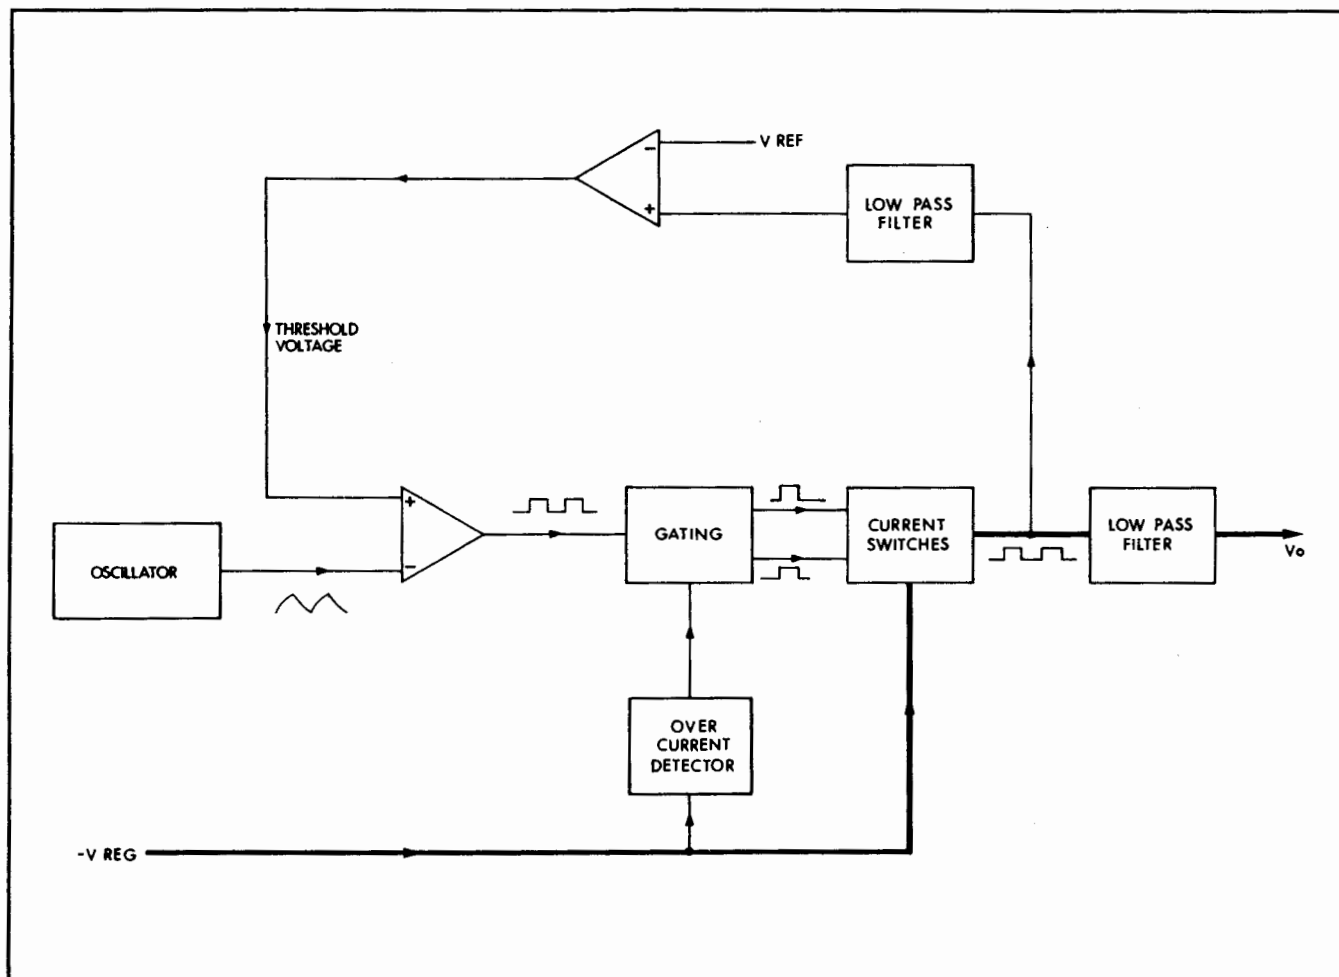 V REF
LOW PASS
FILTER
+
−
THRESHOLD
VOLTAGE
+
−
OSCILLATOR
GATING
CURRENT
SWITCHES
LOW PASS
FILTER
Vo
OVER
CURRENT
DETECTOR
-V REG